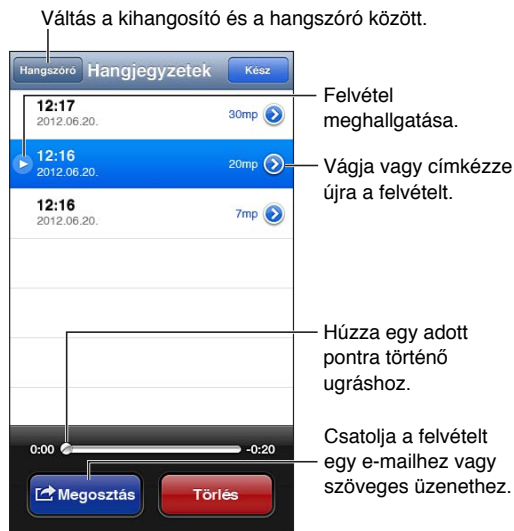 Váltás a kihangosító és a hangszóró között.
Hangszóró Hangjegyzetek Kész
12:17
2012.06.20.
30mp
Felvétel
meghallgatása.
12:16
2012.06.20.
20mp
Vágja vagy címkézze
újra a felvételt.
12:16
2012.06.20.
7mp
Húzza egy adott
pontra történő
ugráshoz.
0:00 -0:20
Csatolja a felvételt
egy e-mailhez vagy
szöveges üzenethez.
Megosztás Törlés